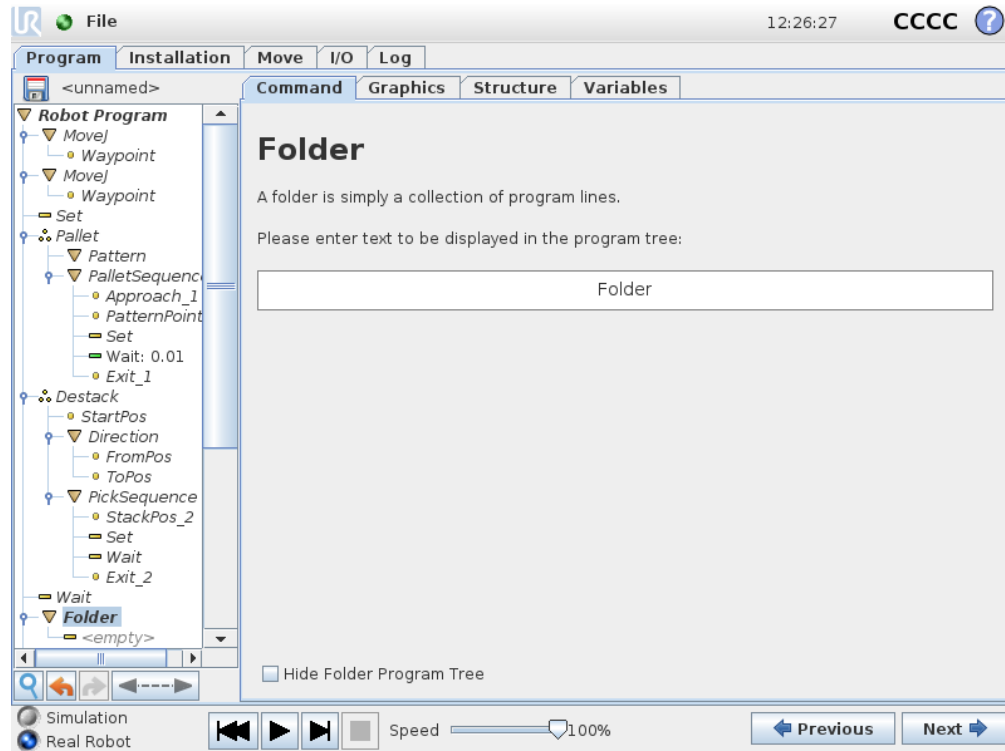 UR File 12:26:27 CCCC ?
Program Installation Move I/O Log
<unnamed> Command Graphics Structure Variables
Robot Program
MoveJ
Waypoint
MoveJ
Waypoint
Set
Pallet
Pattern
PalletSequenc
Approach_1
PatternPoint
Set
Wait: 0.01
Exit_1
Destack
StartPos
Direction
FromPos
ToPos
PickSequence
StackPos_2
Set
Wait
Exit_2
Wait
Folder
<empty>
Folder
A folder is simply a collection of program lines.
Please enter text to be displayed in the program tree:
Folder
Hide Folder Program Tree
Simulation
Real Robot
Speed 100%
Previous Next